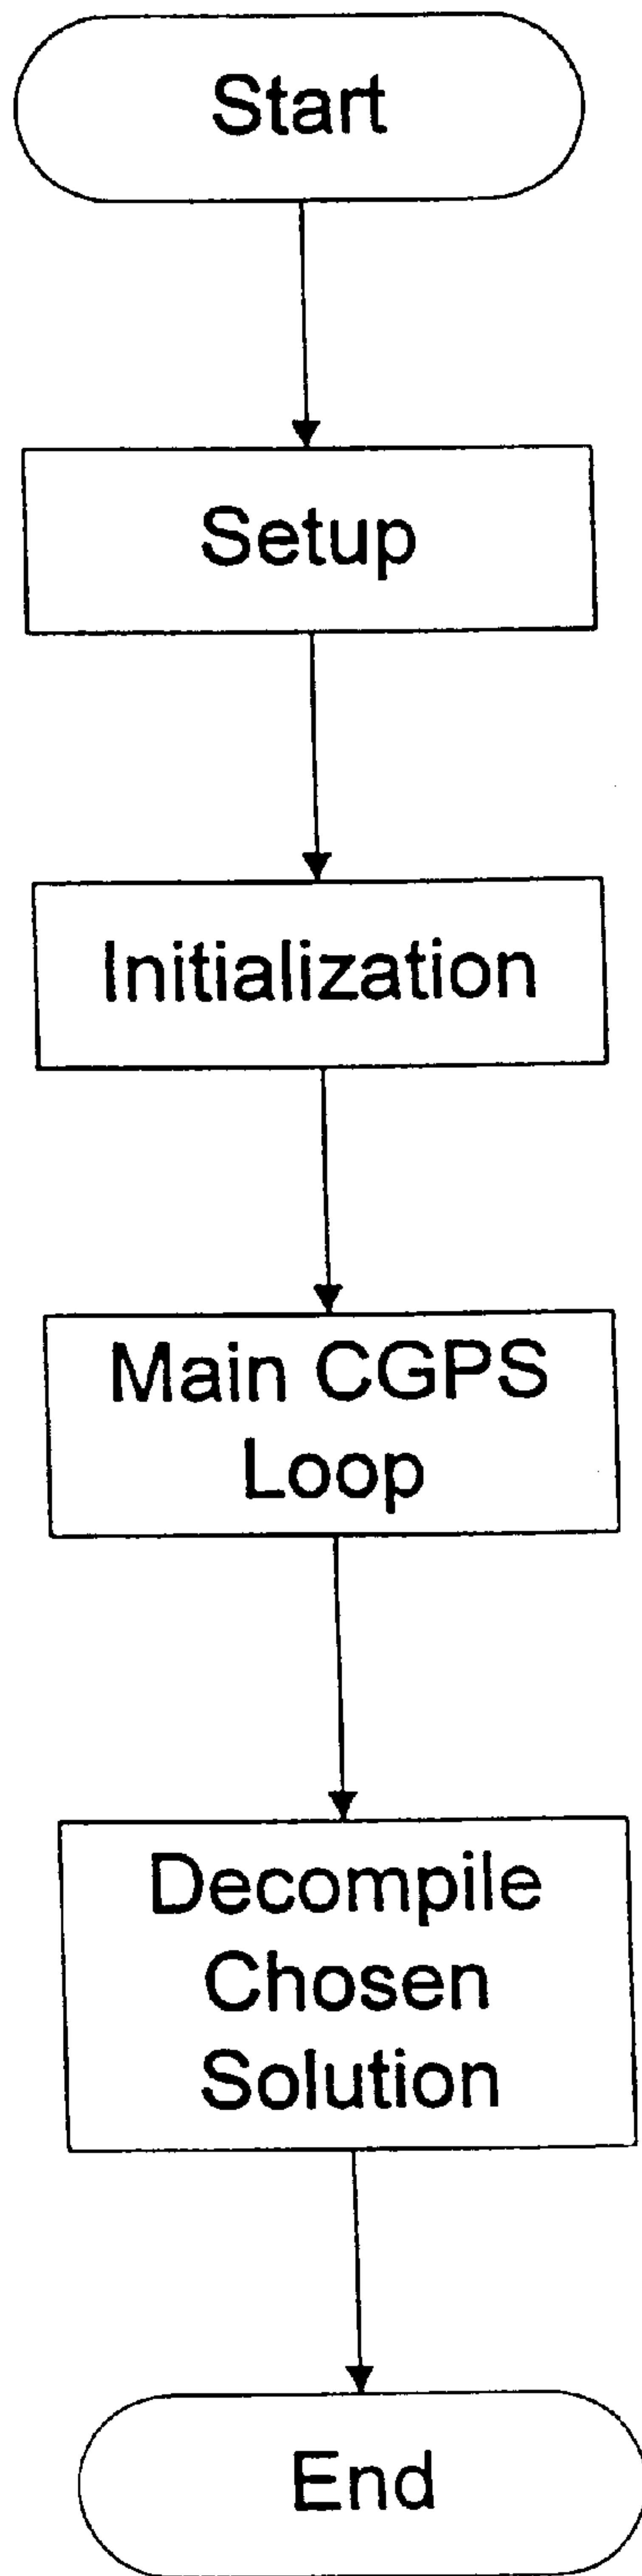 Start
Setup
Initialization
Main CGPS
Loop
Decompile
Chosen
Solution
End